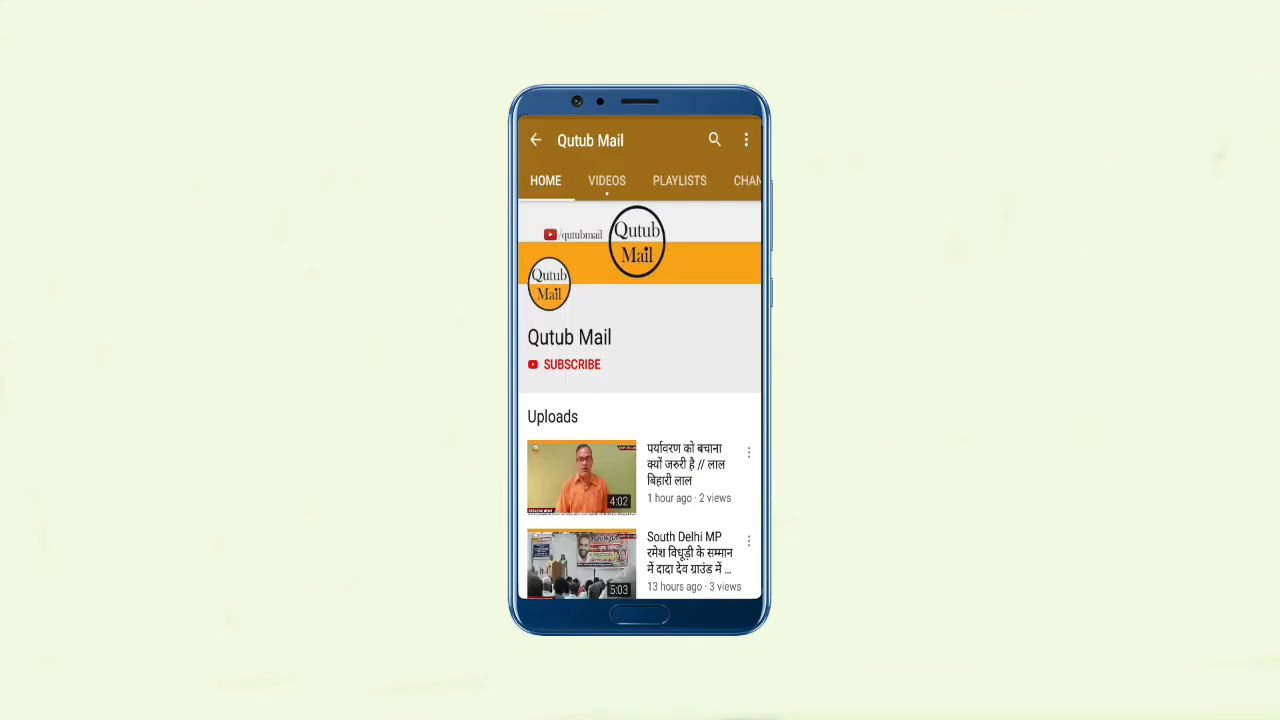 Qutub Mail
HOME VIDEOS PLAYLISTS CHAN
/qutubmail
Qutub
Mail
Qutub
Mail
Qutub Mail
SUBSCRIBE
Uploads
पर्यावरण को बचाना
क्यों जरुरी है // लाल
बिहारी लाल
4:02
1 hour ago · 2 views
South Delhi MP
रमेश विधूड़ी के सम्मान
में दादा देव ग्राउंड में ...
5:03
13 hours ago · 3 views